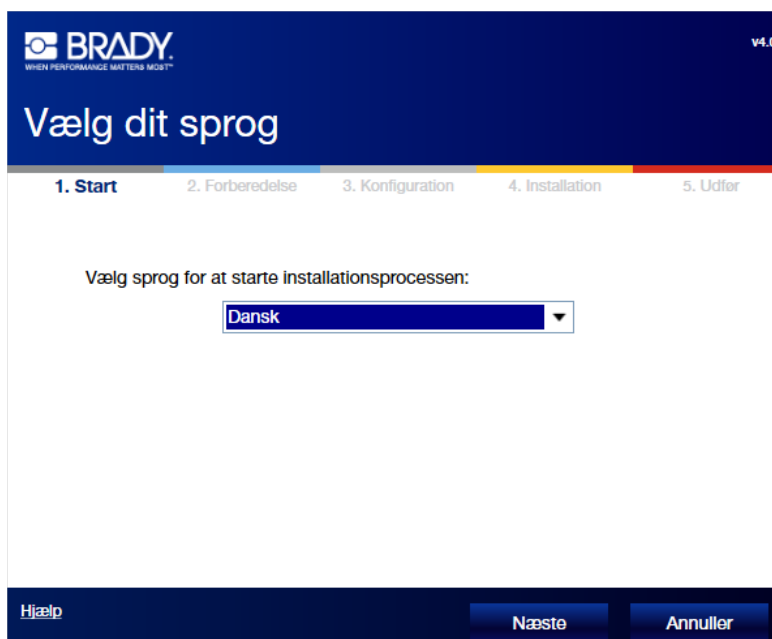 BRADY.
WHEN PERFORMANCE MATTERS MOST™
v4.0
Vælg dit sprog
1. Start 2. Forberedelse 3. Konfiguration 4. Installation 5. Udfør
Vælg sprog for at starte installationsprocessen:
Dansk
Hjælp Næste Annuller